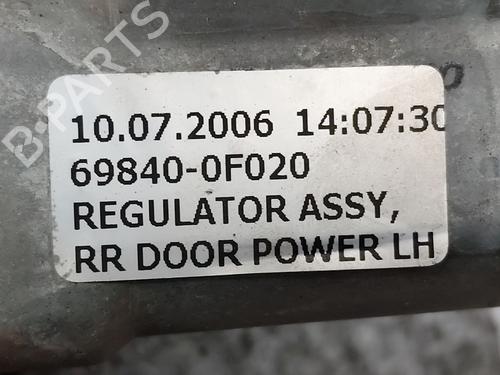 B-PARTS
10.07.2006 14:07:30
69840-0F020
REGULATOR ASSY,
RR DOOR POWER LH